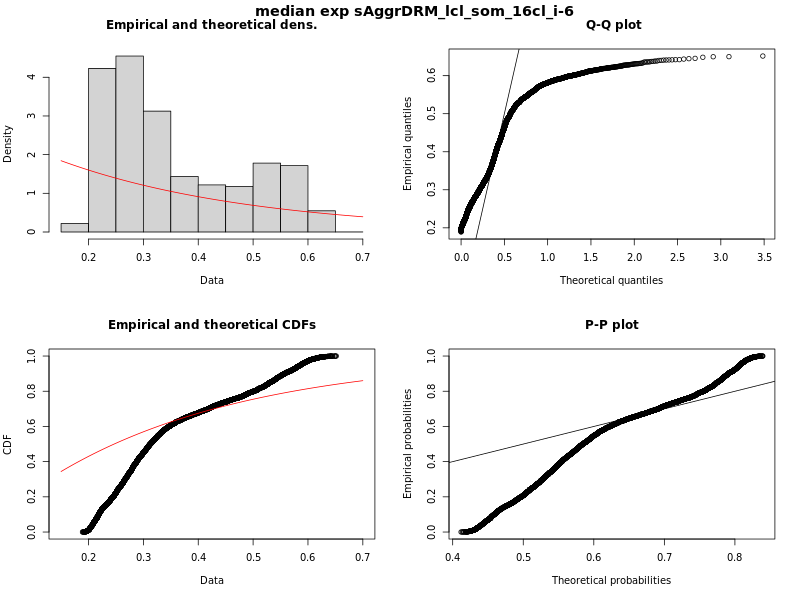 median exp sAggrDRM_lcl_som_16cl_i-6
Empirical and theoretical dens.
Density
0 1 2 3 4
0.2 0.3 0.4 0.5 0.6 0.7
Data
Q-Q plot
Empirical quantiles
0.2 0.3 0.4 0.5 0.6
0.0 0.5 1.0 1.5 2.0 2.5 3.0 3.5
Theoretical quantiles
Empirical and theoretical CDFs
CDF
0.0 0.2 0.4 0.6 0.8 1.0
0.2 0.3 0.4 0.5 0.6 0.7
Data
P-P plot
Empirical probabilities
0.0 0.2 0.4 0.6 0.8 1.0
0.4 0.5 0.6 0.7 0.8
Theoretical probabilities